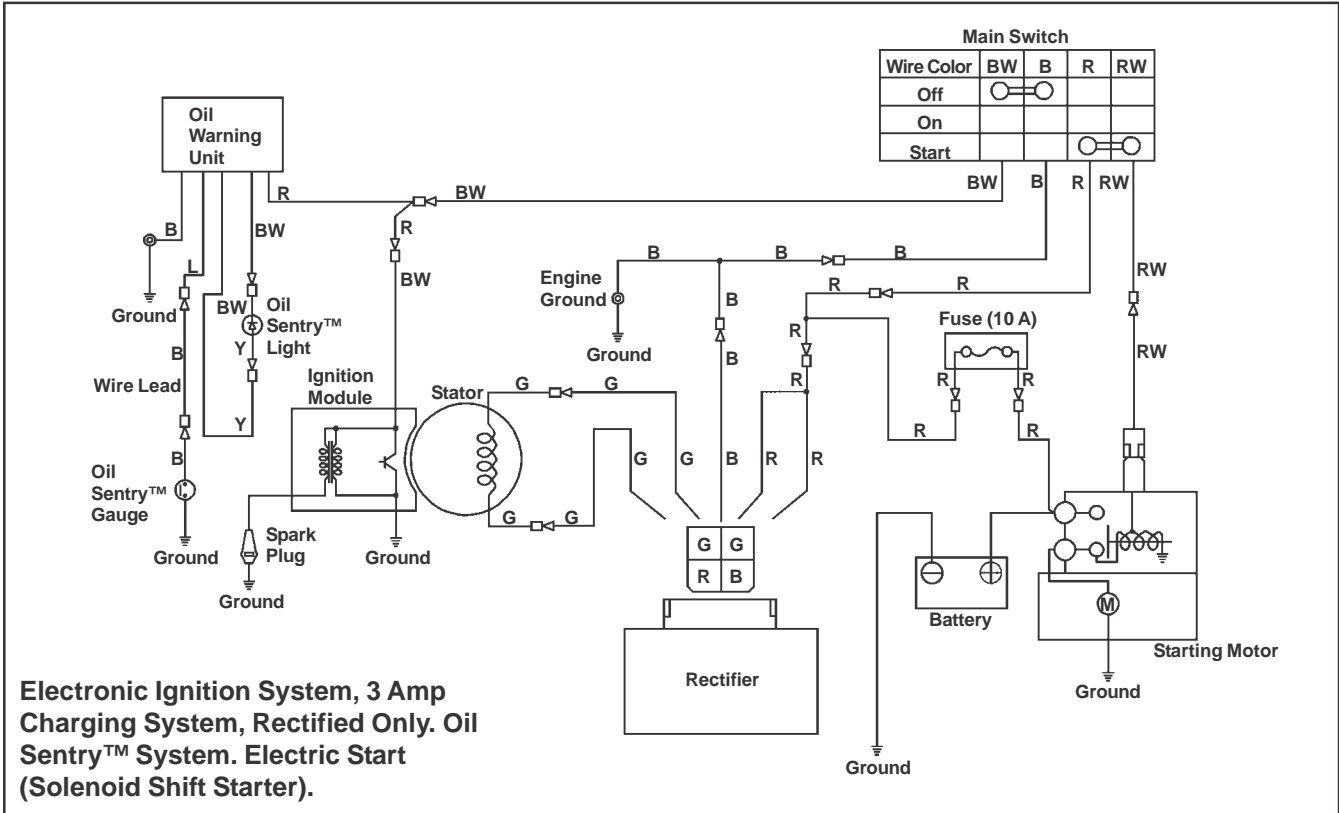 Main Switch
Wire Color BW B R RW
Off
On
Start
BW B R RW
Oil
Warning
Unit
R
BW
B
BW
R
L
BW
B
B
B
RW
Engine
Ground
R
R
RW
Ground
BW
Oil
Sentry™
Light
B
B
Ground
R
Fuse (10 A)
RW
B
Y
Wire Lead
Ignition
Module
Stator
G
G
B
R
R
R
Y
R
R
B
G
G
B
R
R
Oil
Sentry™
Gauge
Ground
Spark
Plug
Ground
Ground
G
G
G G
R B
Battery
M
Starting Motor
Ground
Rectifier
Ground
Electronic Ignition System, 3 Amp
Charging System, Rectified Only. Oil
Sentry™ System. Electric Start
(Solenoid Shift Starter).